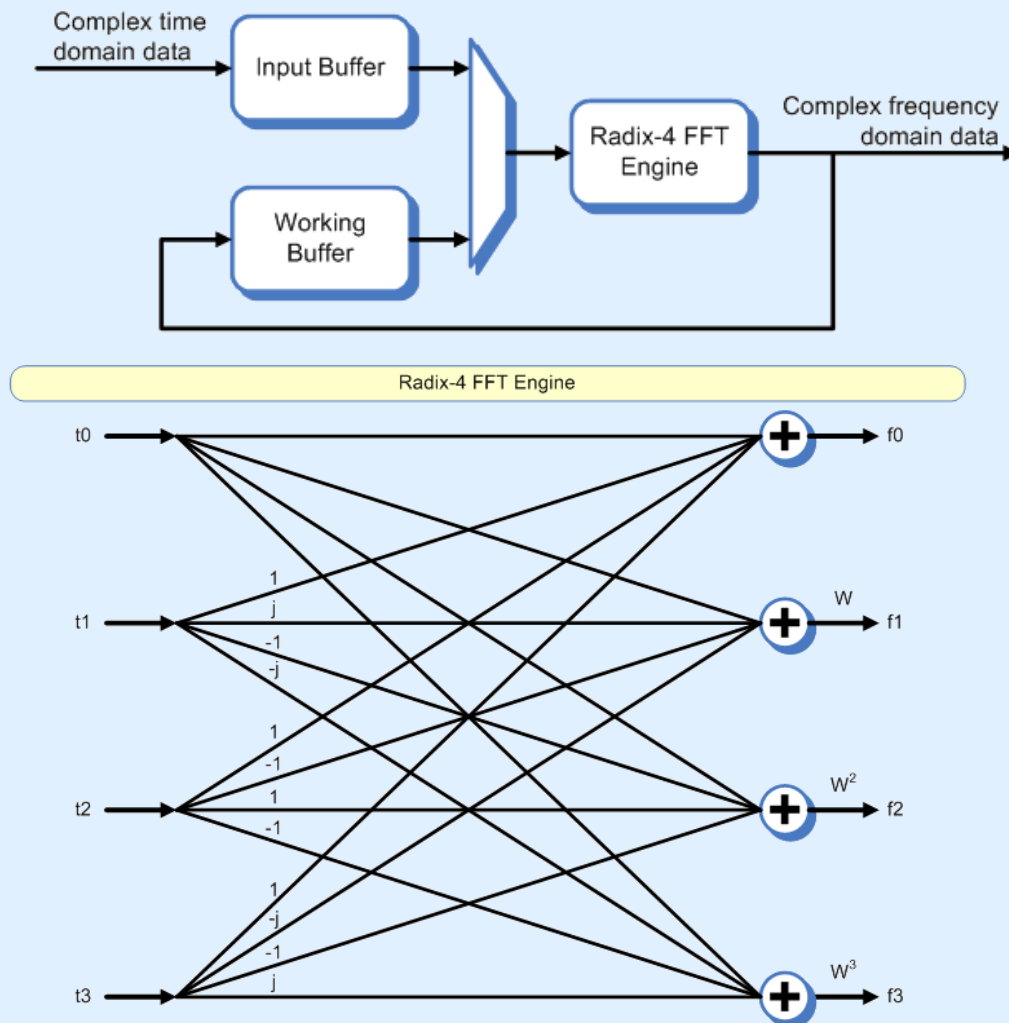 Complex time
domain data
Input Buffer
Radix-4 FFT
Engine
Complex frequency
domain data
Working
Buffer
Radix-4 FFT Engine
t0
f0
1
j
-1
-j
t1
W
f1
1
-1
1
-1
t2
W²
f2
1
-j
-1
j
t3
W³
f3